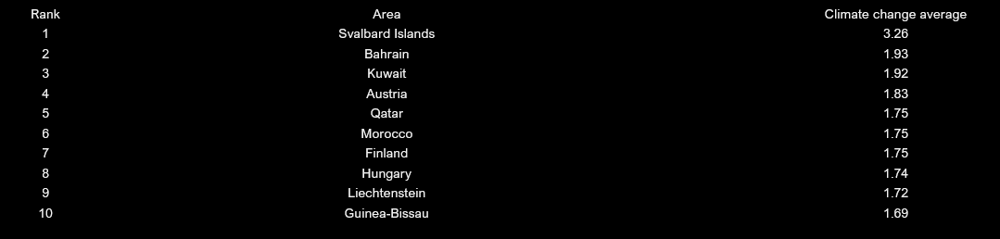 Rank Area Climate change average
1 Svalbard Islands 3.26
2 Bahrain 1.93
3 Kuwait 1.92
4 Austria 1.83
5 Qatar 1.75
6 Morocco 1.75
7 Finland 1.75
8 Hungary 1.74
9 Liechtenstein 1.72
10 Guinea-Bissau 1.69